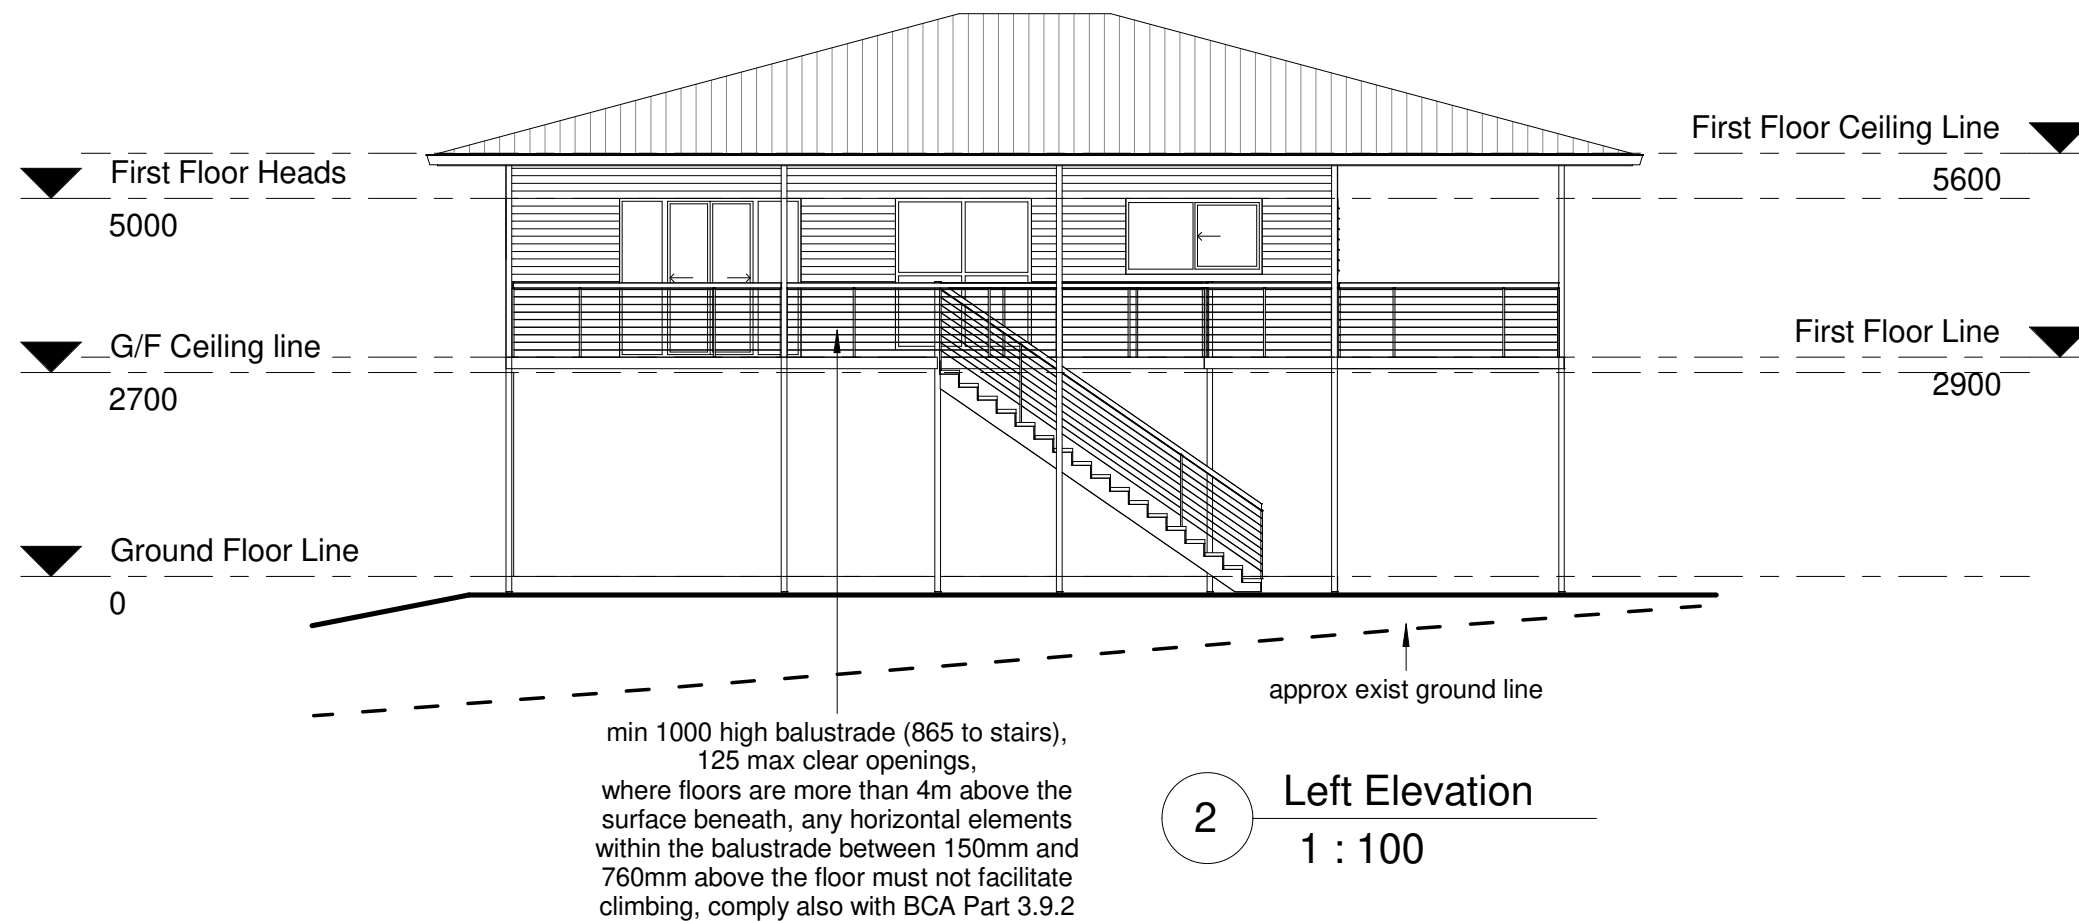 First Floor Ceiling Line
5600
First Floor Heads
5000
First Floor Line
2900
G/F Ceiling line
2700
Ground Floor Line
0
approx exist ground line
min 1000 high balustrade (865 to stairs),
125 max clear openings,
where floors are more than 4m above the
surface beneath, any horizontal elements
within the balustrade between 150mm and
760mm above the floor must not facilitate
climbing, comply also with BCA Part 3.9.2
2
Left Elevation
1 : 100